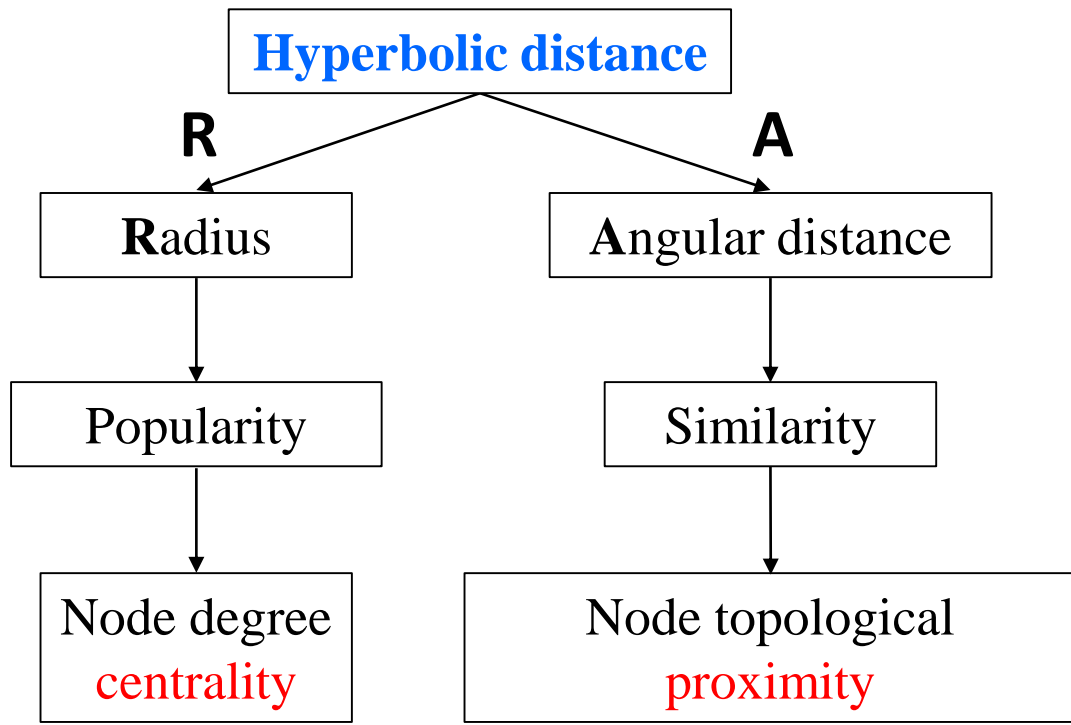 Hyperbolic distance
R
A
Radius
Angular distance
Popularity
Similarity
Node degree
centrality
Node topological
proximity